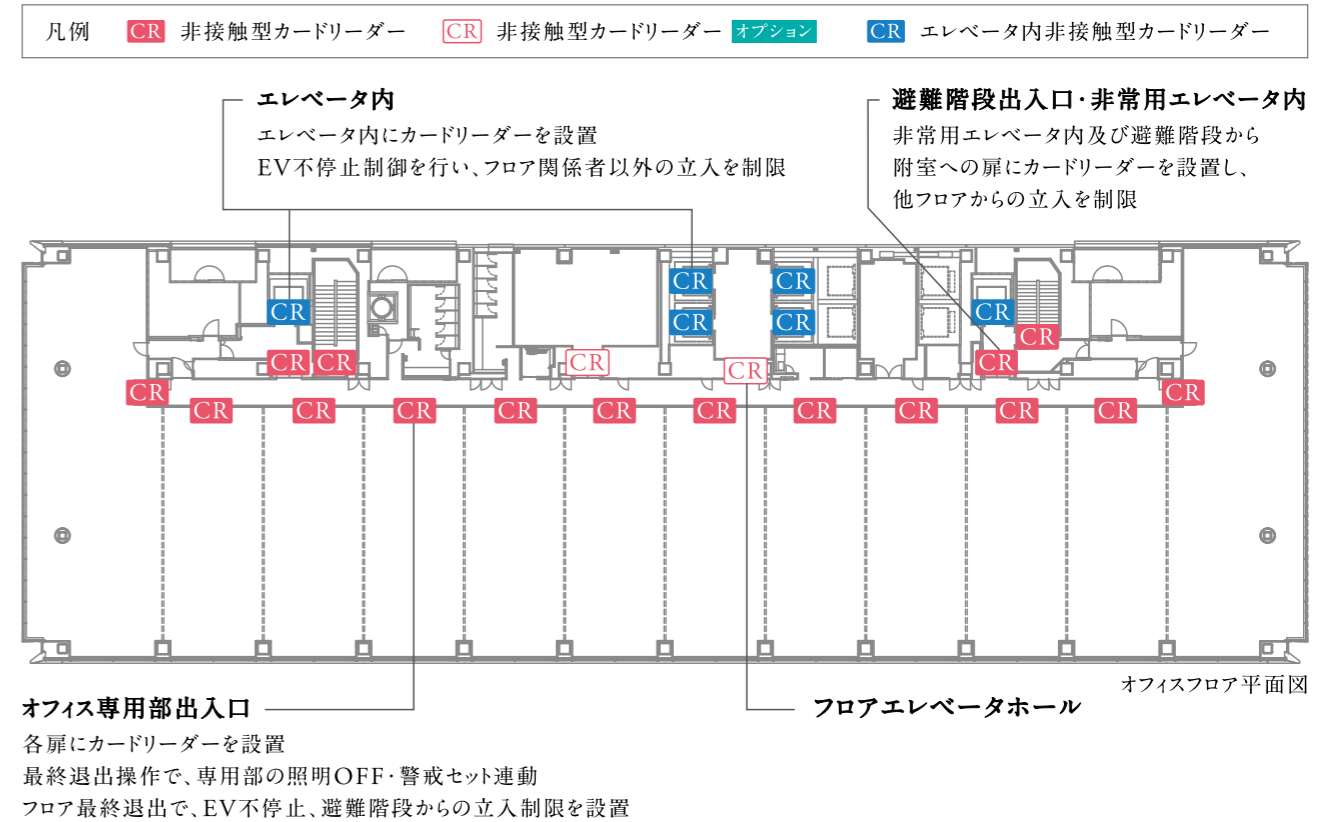 凡例 CR 非接触型カードリーダー CR 非接触型カードリーダー オプション CR エレベータ内非接触型カードリーダー
エレベータ内
エレベータ内にカードリーダーを設置
EV不停止制御を行い、フロア関係者以外の立入を制限
避難階段出入口・非常用エレベータ内
非常用エレベータ内及び避難階段から
附室への扉にカードリーダーを設置し、
他フロアからの立入を制限
CR CR
CR CR CR CR
CR
CR CR CR CR CR
CR CR
CR CR CR CR CR CR CR CR CR CR
オフィスフロア平面図
オフィス専用部出入口
各扉にカードリーダーを設置
最終退出操作で、専用部の照明OFF・警戒セット連動
フロア最終退出で、EV不停止、避難階段からの立入制限を設置
フロアエレベータホール